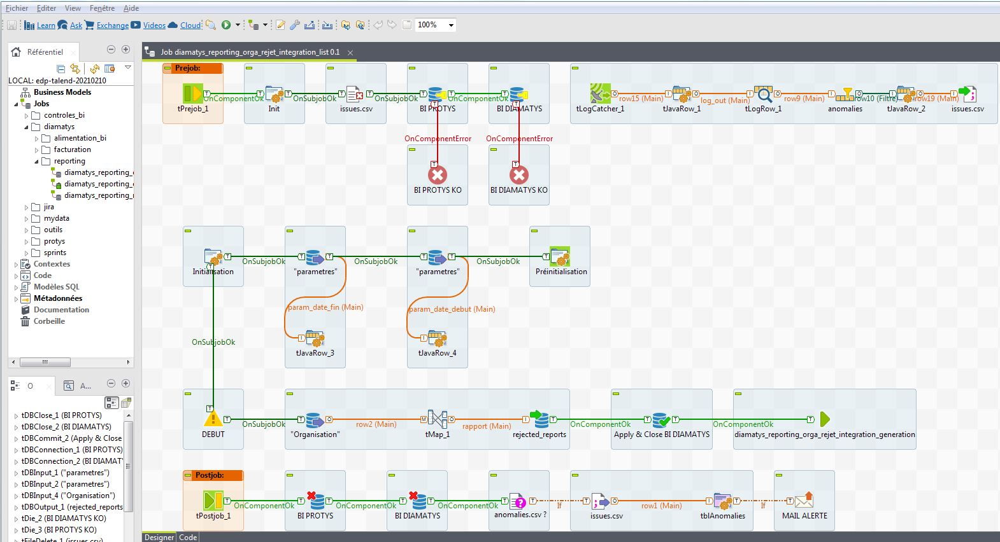 Fichier Editer View Fenêtre Aide
Learn Ask Exchange Videos Cloud 100%
Référentiel
LOCAL: edp-talend-20210210
Business Models
Jobs
controles_bi
diamatys
alimentation_bi
facturation
reporting
diamatys_reporting_
diamatys_reporting_
diamatys_reporting_
jira
mydata
outils
protys
sprints
Contextes
Code
Modèles SQL
Métadonnées
Documentation
Corbeille
O A...
tDBClose_1 (BI PROTYS)
tDBClose_2 (BI DIAMATYS)
tDBCommit_2 (Apply & Close
tDBConnection_1 (BI PROTYS)
tDBConnection_2 (BI DIAMATY
tDBInput_1 ("parametres")
tDBInput_2 ("parametres")
tDBInput_4 ("Organisation")
tDBOutput_1 (rejected_reports
tDie_2 (BI DIAMATYS KO)
tDie_3 (BI PROTYS KO)
tFileDelete_1 (issues.csv)
Job diamatys_reporting_orga_rejet_integration_list 0.1
Prejob:
OnComponentOk OnSubjobOk OnSubjobOk OnComponentOk row15 (Main) log_out (Main) row9 (Main) row10 (Filtre) row19 (Main)
tPrejob_1 Init issues.csv BI PROTYS BI DIAMATYS tLogCatcher_1 tJavaRow_1 tLogRow_1 anomalies tJavaRow_2 issues.csv
OnComponentError OnComponentError
BI PROTYS KO BI DIAMATYS KO
OnSubjobOk OnSubjobOk OnSubjobOk
Initialisation "parametres" "parametres" Préinitialisation
param_date_fin (Main) param_date_debut (Main)
OnSubjobOk
tJavaRow_3 tJavaRow_4
OnSubjobOk row2 (Main) rapport (Main) OnComponentOk OnComponentOk
DEBUT "Organisation" tMap_1 rejected_reports Apply & Close BI DIAMATYS diamatys_reporting_orga_rejet_integration_generation
Postjob:
OnComponentOk OnComponentOk OnComponentOk If row1 (Main) If
tPostjob_1 BI PROTYS BI DIAMATYS anomalies.csv ? issues.csv tblAnomalies MAIL ALERTE
Designer Code